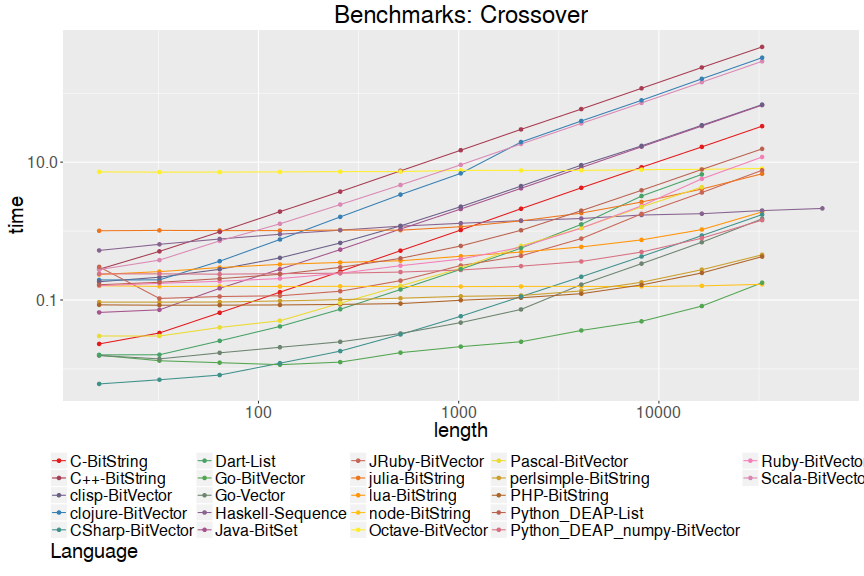 Benchmarks: Crossover
time
10.0
0.1
100
1000
10000
length
C-BitString Dart-List JRuby-BitVector Pascal-BitVector Ruby-BitVector
C++-BitString Go-BitVector julia-BitString perlsimple-BitString Scala-BitVecto
clisp-BitVector Go-Vector lua-BitString PHP-BitString
clojure-BitVector Haskell-Sequence node-BitString Python_DEAP-List
CSharp-BitVector Java-BitSet Octave-BitVector Python_DEAP_numpy-BitVector
Language